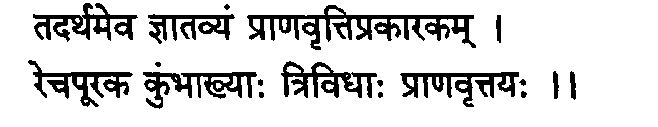 तदर्थमेव ज्ञातव्यं प्राणवृत्तिप्रकारकम् ।
रेचपूरक कुंभाख्याः त्रिविधाः प्राणवृत्तयः ।।